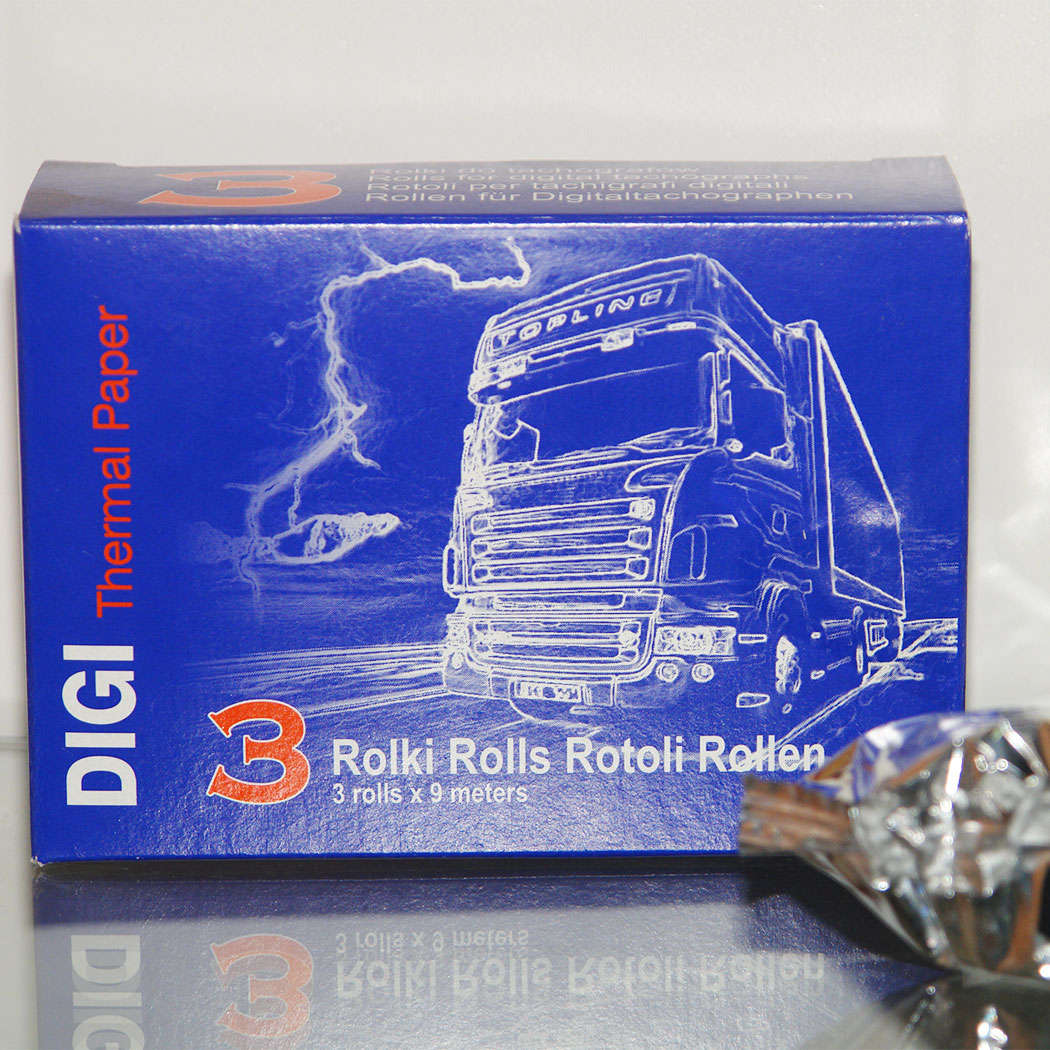 3
Rolki do tachografów
Rolls for digital tachographs
Rotoli per tachigrafi digitali
Rollen für Digitaltachographen
TOPLINE
DIGI Thermal Paper
3
Rolki Rolls Rotoli Rollen
3 rolls x 9 meters